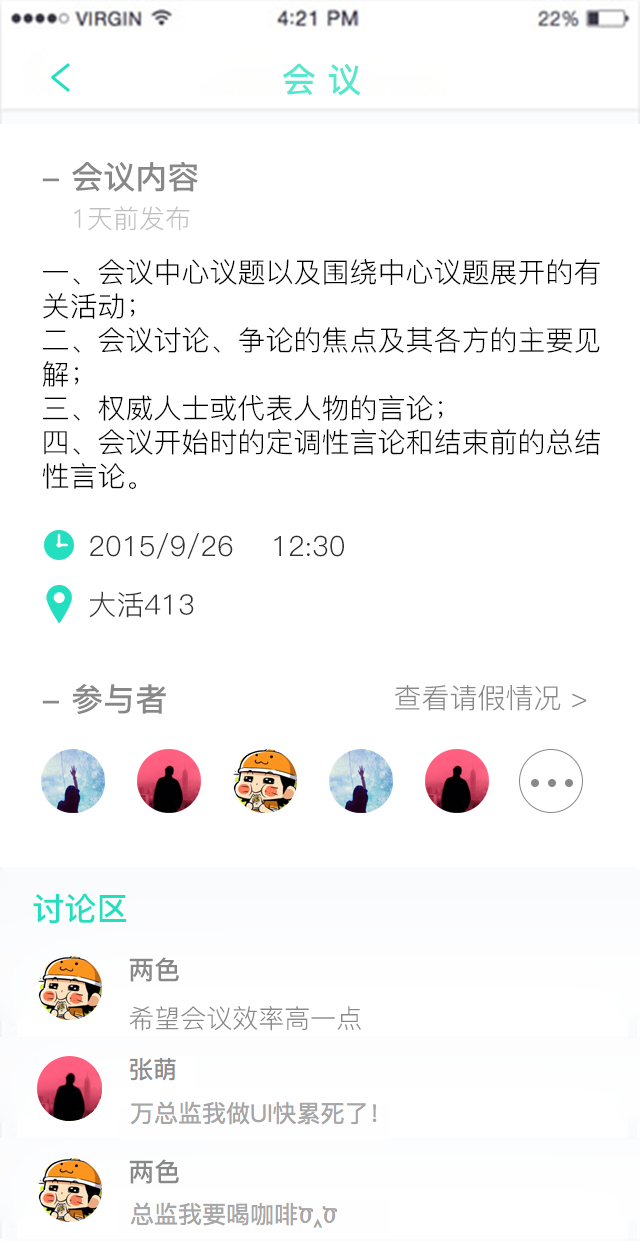 VIRGIN 4:21 PM 22%
会议
– 会议内容
1天前发布
一、会议中心议题以及围绕中心议题展开的有
关活动；
二、会议讨论、争论的焦点及其各方的主要见
解；
三、权威人士或代表人物的言论；
四、会议开始时的定调性言论和结束前的总结
性言论。
2015/9/26 12:30
大活413
– 参与者 查看请假情况 >
讨论区
两色
希望会议效率高一点
张萌
万总监我做UI快累死了！
两色
总监我要喝咖啡ơ̴̶̷̤.̫ơ̴̶̷̤